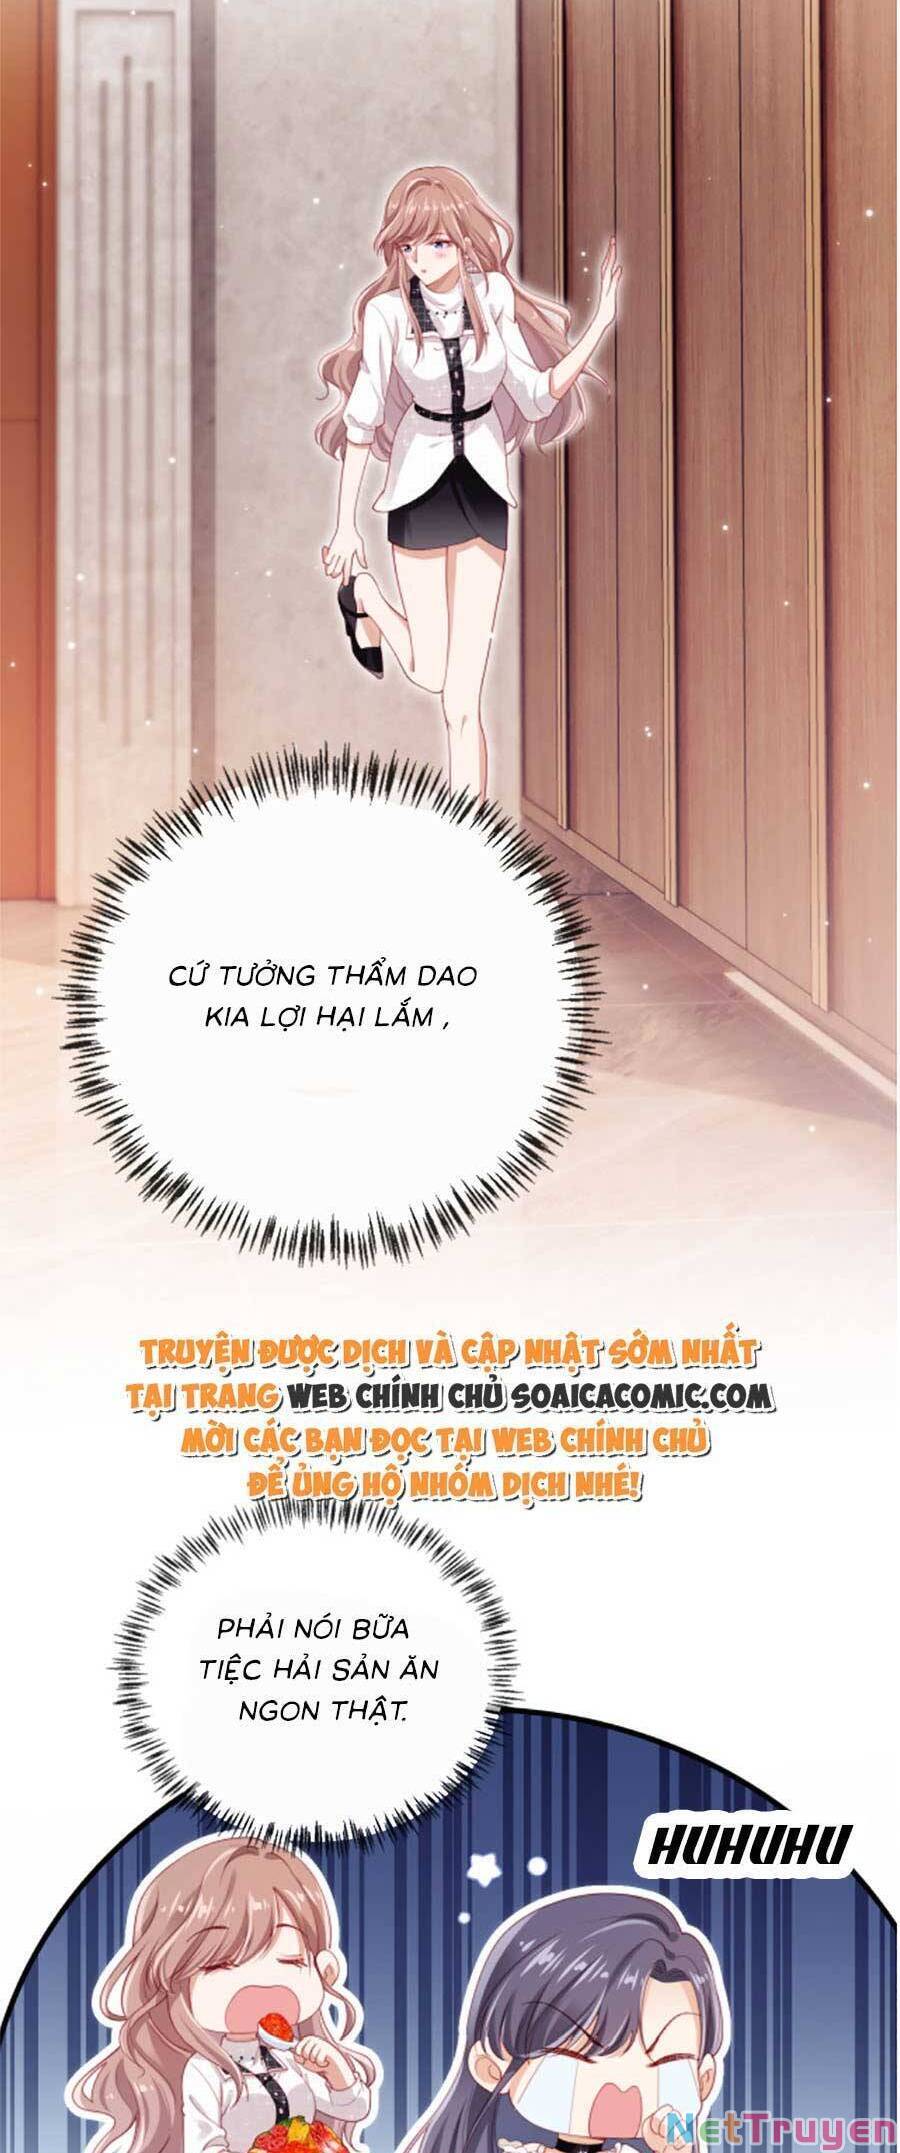 CỨ TƯỞNG THẨM DAO
KIA LỢI HẠI LẮM ,
TRUYỆN ĐƯỢC DỊCH VÀ CẬP NHẬT SỚM NHẤT
TẠI TRANG WEB CHÍNH CHỦ SOAICACOMIC.COM
MỜI CÁC BẠN ĐỌC TẠI WEB CHÍNH CHỦ
ĐỂ ỦNG HỘ NHÓM DỊCH NHÉ!
PHẢI NÓI BỮA
TIỆC HẢI SẢN ĂN
NGON THẬT.
HUHUHU
NetTruyen